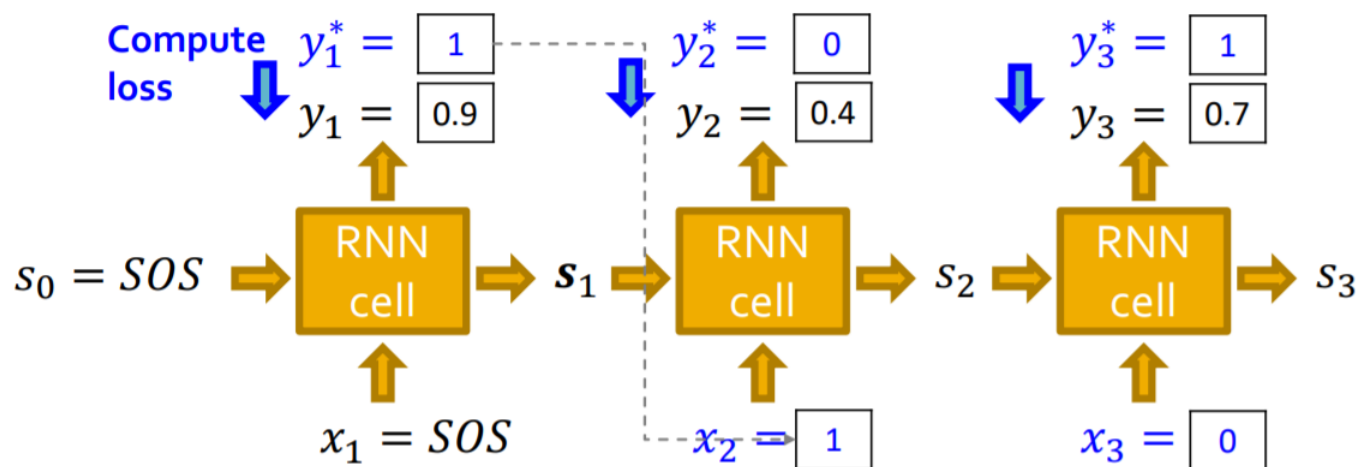 Compute loss
y₁* = 1
y₂* = 0
y₃* = 1
y₁ = 0.9
y₂ = 0.4
y₃ = 0.7
s₀ = SOS
RNN cell
s₁
RNN cell
s₂
RNN cell
s₃
x₁ = SOS
x₂ = 1
x₃ = 0